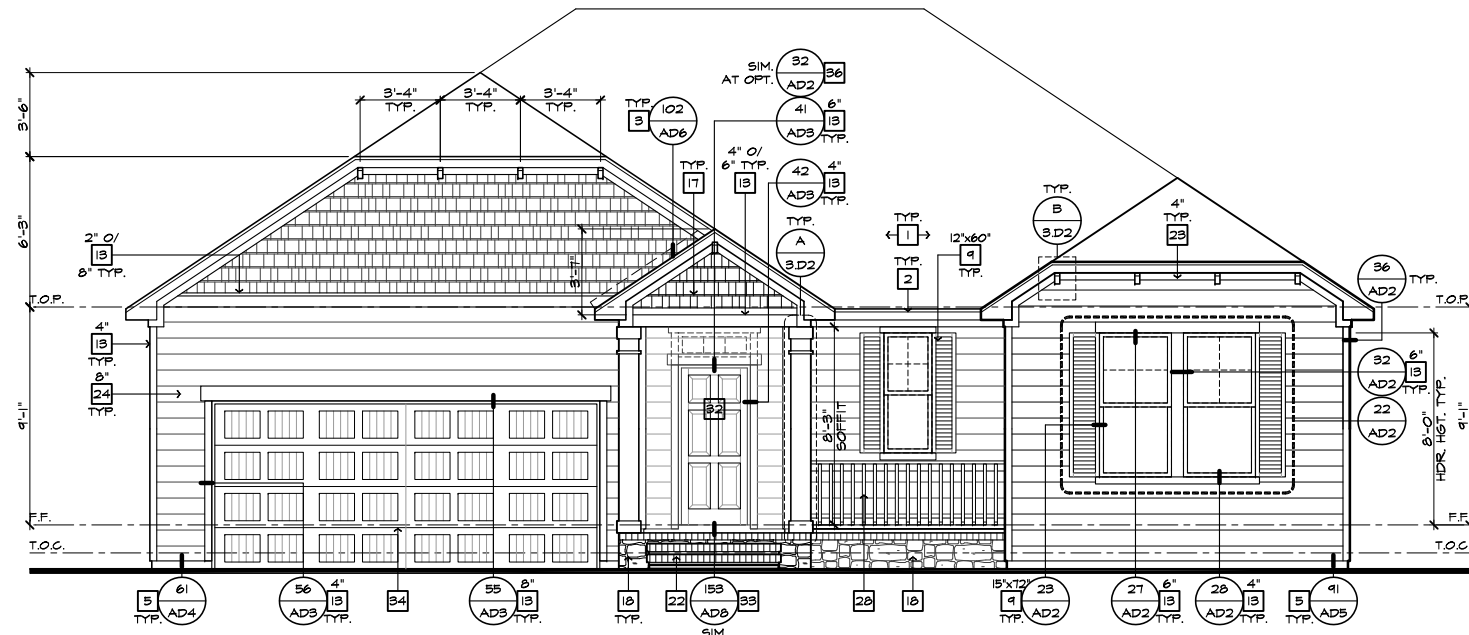 3'-6"
6'-3"
9'-1"
3'-4" TYP.
3'-4" TYP.
3'-4" TYP.
TYP.
3
102
AD6
SIM.
AT OPT.
32
AD2
36
41
AD3
6"
13
TYP.
42
AD3
4"
13
TYP.
TYP.
17
4" O/
6" TYP.
13
TYP.
A
3.D2
TYP.
1
TYP.
2
12"x60"
9
TYP.
TYP.
B
3.D2
4"
TYP.
23
36
AD2
TYP.
2" O/
13
8" TYP.
3'-7"
T.O.P.
T.O.P.
4"
13
TYP.
8"
24
TYP.
32
8'-3"
SOFFIT
32
AD2
6"
13
TYP.
22
AD2
8'-0"
HDR. HGT. TYP.
9'-1"
F.F.
F.F.
T.O.C.
T.O.C.
5
TYP.
61
AD4
56
AD3
4"
13
TYP.
34
55
AD3
8"
13
TYP.
18
TYP.
22
153
AD8
33
SIM
28
18
15"x72"
9
TYP.
23
AD2
27
AD2
6"
13
TYP.
28
AD2
4"
13
TYP.
5
TYP.
91
AD5